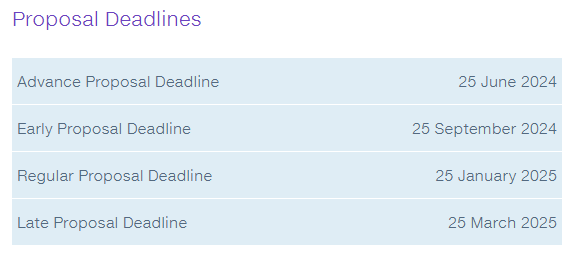 Proposal Deadlines
Advance Proposal Deadline 25 June 2024
Early Proposal Deadline 25 September 2024
Regular Proposal Deadline 25 January 2025
Late Proposal Deadline 25 March 2025